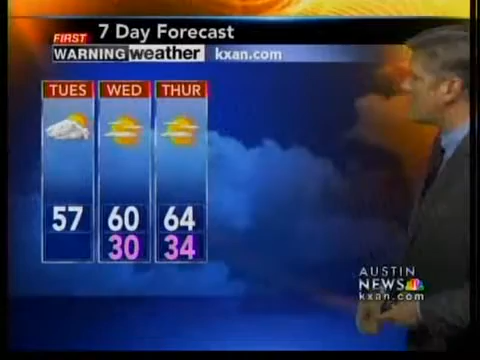 7 Day Forecast
FIRST
WARNING weather kxan.com
TUES WED THUR
57 60 64
30 34
AUSTIN
NEWS
kxan.com